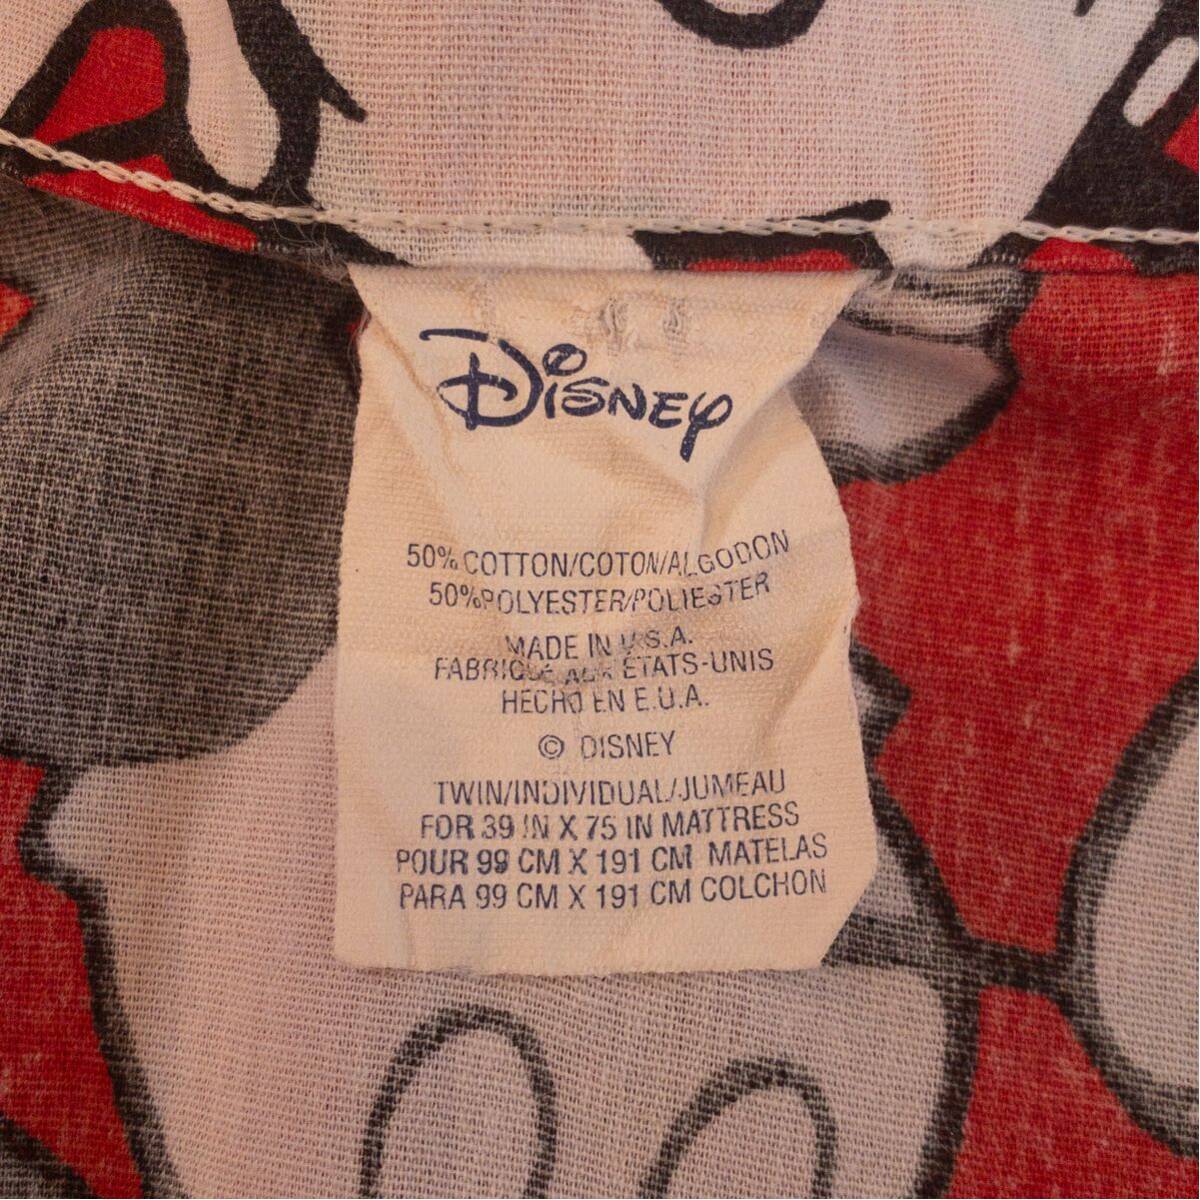 Disney
50% COTTON/COTON/ALGODON
50% POLYESTER/POLIESTER
MADE IN U.S.A.
FABRIQUÉ AUX ÉTATS-UNIS
HECHO EN E.U.A.
© DISNEY
TWIN/INDIVIDUAL/JUMEAU
FOR 39 IN X 75 IN MATTRESS
POUR 99 CM X 191 CM MATELAS
PARA 99 CM X 191 CM COLCHON